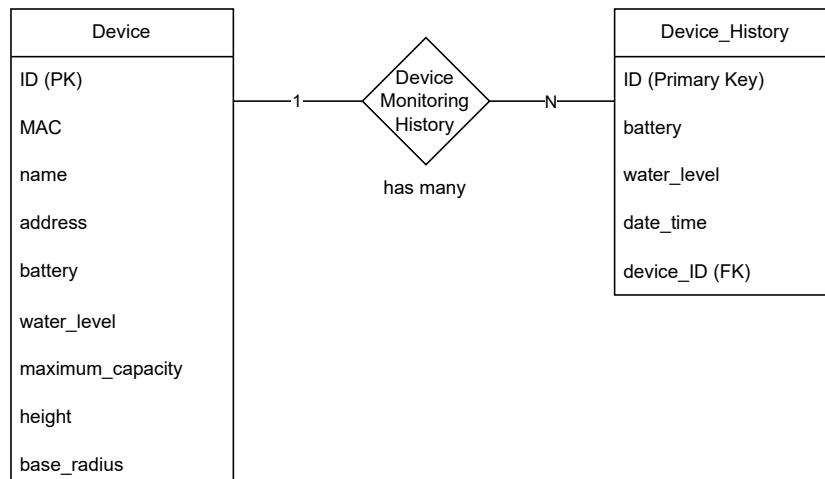 Device
ID (PK)
MAC
name
address
battery
water_level
maximum_capacity
height
base_radius
1
Device
Monitoring
History
has many
N
Device_History
ID (Primary Key)
battery
water_level
date_time
device_ID (FK)